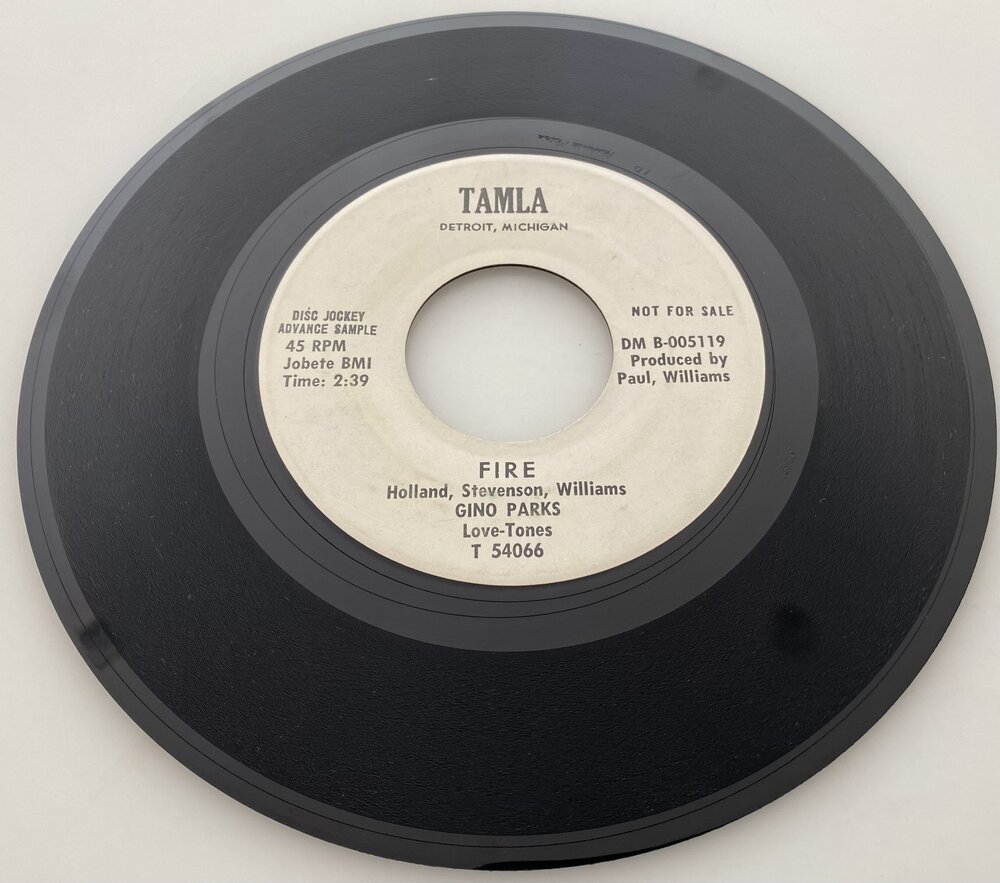 TAMLA
DETROIT, MICHIGAN
DISC JOCKEY
ADVANCE SAMPLE
45 RPM
Jobete BMI
Time: 2:39
NOT FOR SALE
DM B-005119
Produced by
Paul, Williams
FIRE
Holland, Stevenson, Williams
GINO PARKS
Love-Tones
T 54066